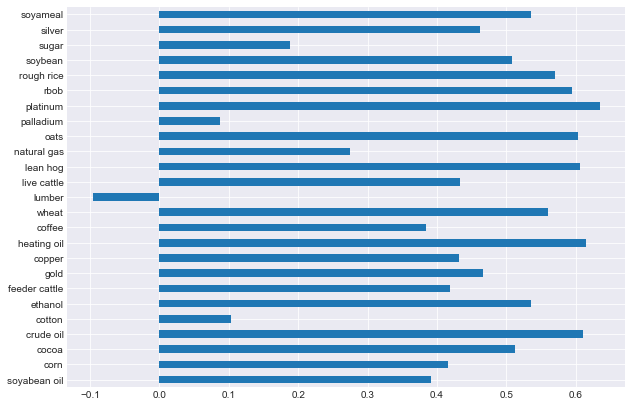 soyameal
silver
sugar
soybean
rough rice
rbob
platinum
palladium
oats
natural gas
lean hog
live cattle
lumber
wheat
coffee
heating oil
copper
gold
feeder cattle
ethanol
cotton
crude oil
cocoa
corn
soyabean oil
−0.1 0.0 0.1 0.2 0.3 0.4 0.5 0.6